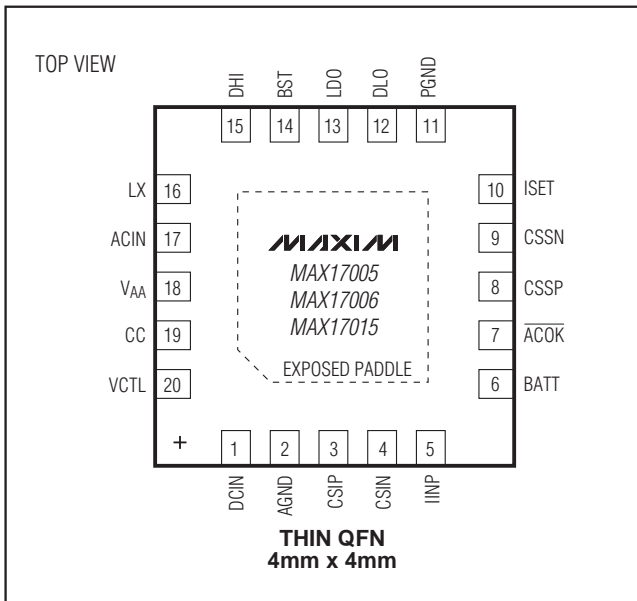 TOP VIEW
DHI
BST
LDO
DLO
PGND
15
14
13
12
11
LX 16
10 ISET
ACIN 17
9 CSSN
VAA 18
8 CSSP
CC 19
7 ACOK
VCTL 20
6 BATT
MAXIM
MAX17005
MAX17006
MAX17015
EXPOSED PADDLE
+
1
2
3
4
5
DCIN
AGND
CSIP
CSIN
IINP
THIN QFN
4mm x 4mm